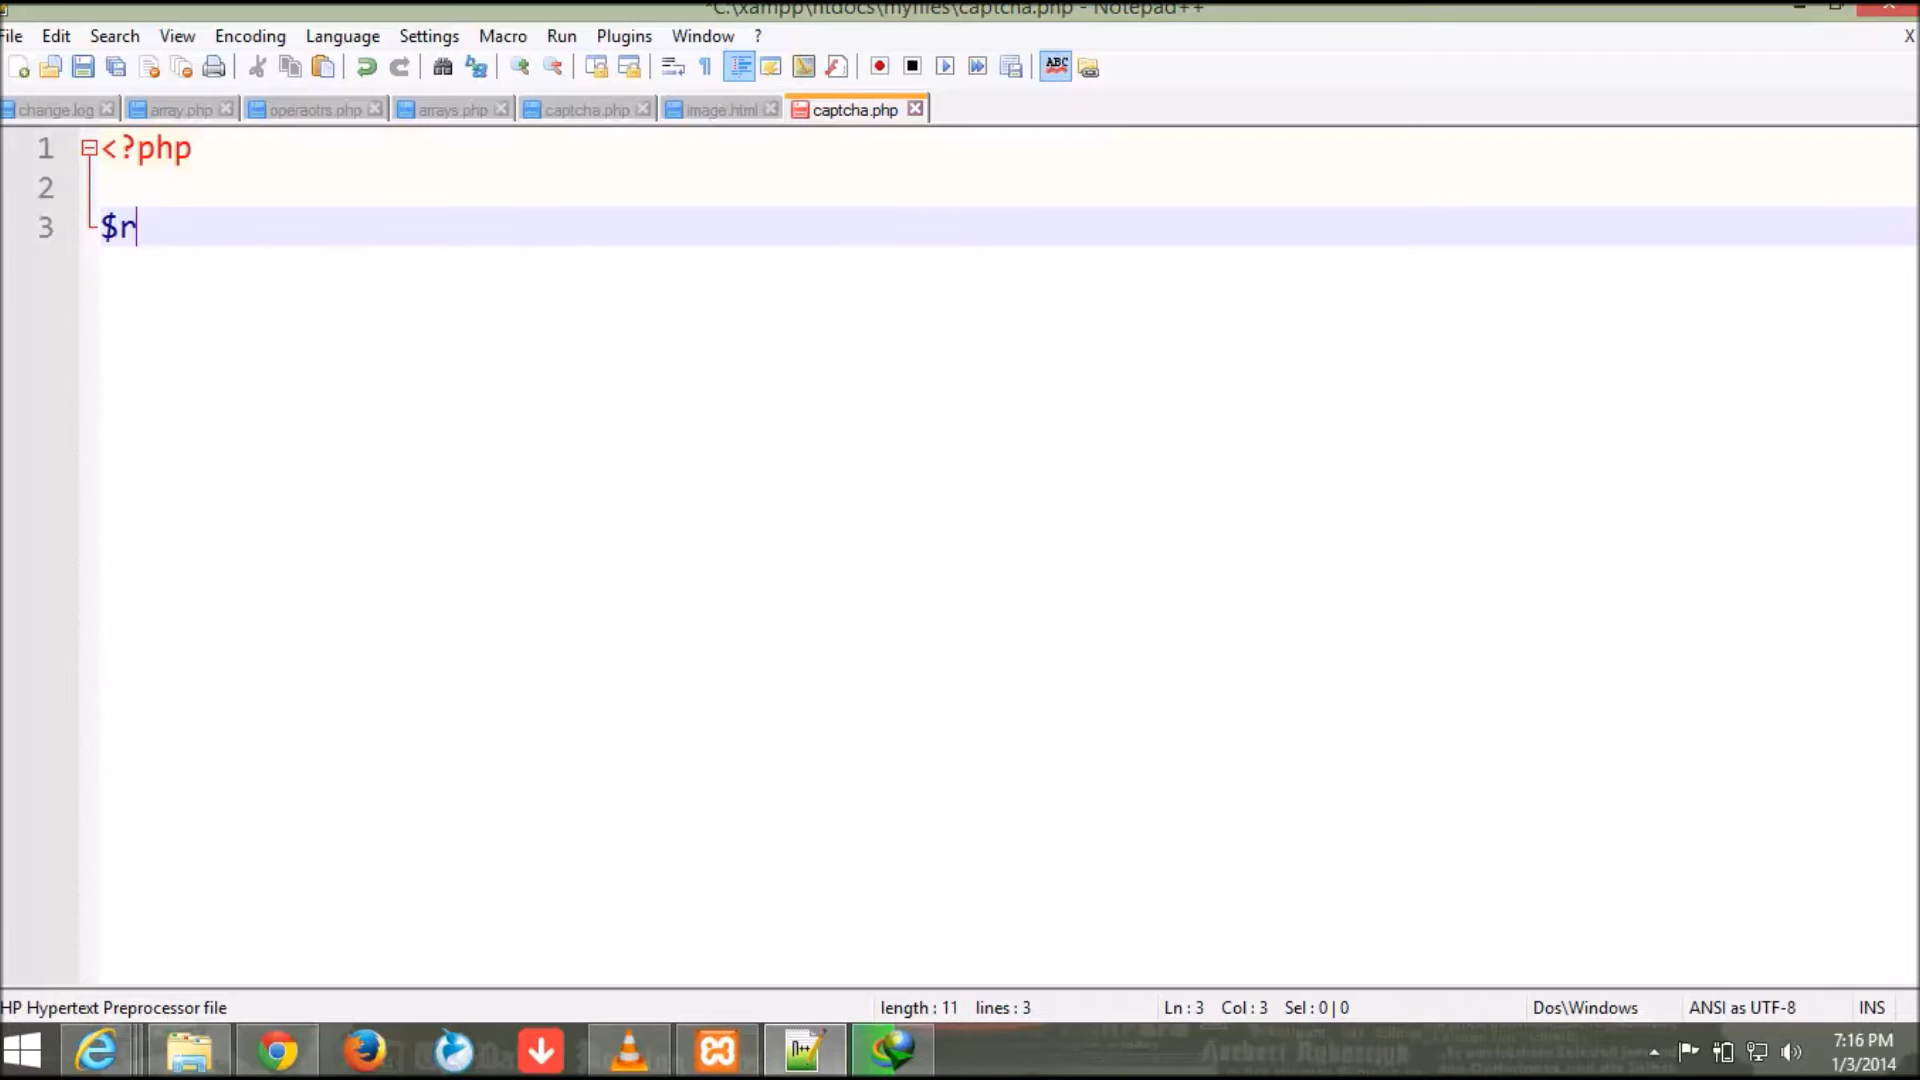 *C:\xampp\htdocs\myfiles\captcha.php - Notepad++
File Edit Search View Encoding Language Settings Macro Run Plugins Window ? X
ABC
change.log array.php operaotrs.php arrays.php captcha.php image.html captcha.php
1 <?php
2
3 $r
HP Hypertext Preprocessor file length : 11 lines : 3 Ln : 3 Col : 3 Sel : 0 | 0 Dos\Windows ANSI as UTF-8 INS
7:16 PM
1/3/2014